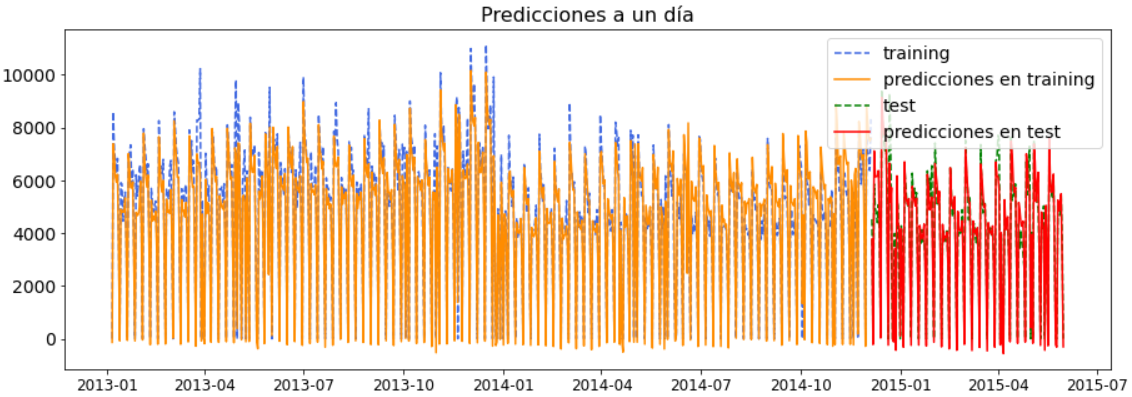 Predicciones a un día
training
predicciones en training
test
predicciones en test
10000
8000
6000
4000
2000
0
2013-01 2013-04 2013-07 2013-10 2014-01 2014-04 2014-07 2014-10 2015-01 2015-04 2015-07